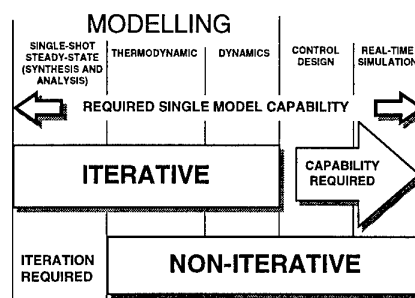 MODELLING
SINGLE-SHOT
STEADY-STATE
(SYNTHESIS AND
ANALYSIS)
THERMODYNAMIC
DYNAMICS
CONTROL
DESIGN
REAL-TIME
SIMULATION
REQUIRED SINGLE MODEL CAPABILITY
ITERATIVE
CAPABILITY
REQUIRED
ITERATION
REQUIRED
NON-ITERATIVE